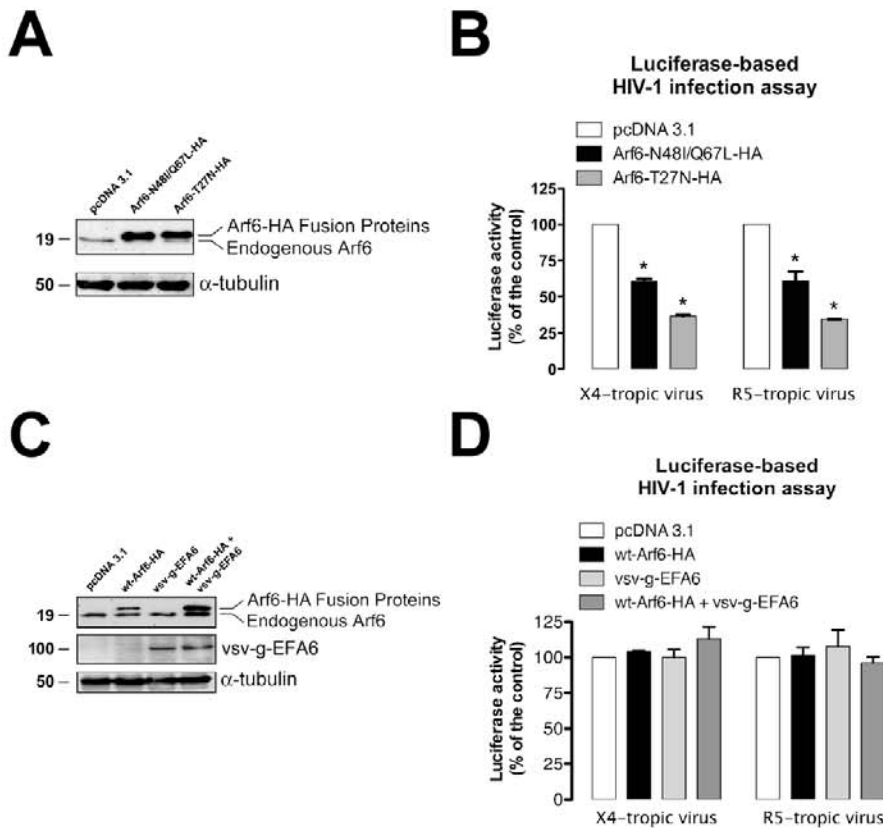 A
pcDNA 3.1
Arf6-N48I/Q67L-HA
Arf6-T27N-HA
19
Arf6-HA Fusion Proteins
Endogenous Arf6
50
α-tubulin
B
Luciferase-based
HIV-1 infection assay
pcDNA 3.1
Arf6-N48I/Q67L-HA
Arf6-T27N-HA
Luciferase activity
(% of the control)
125
100
75
50
25
0
* * * *
X4-tropic virus R5-tropic virus
C
pcDNA 3.1
wt-Arf6-HA
vsv-g-EFA6
wt-Arf6-HA +
vsv-g-EFA6
19
Arf6-HA Fusion Proteins
Endogenous Arf6
100
vsv-g-EFA6
50
α-tubulin
D
Luciferase-based
HIV-1 infection assay
pcDNA 3.1
wt-Arf6-HA
vsv-g-EFA6
wt-Arf6-HA + vsv-g-EFA6
Luciferase activity
(% of the control)
125
100
75
50
25
0
X4-tropic virus R5-tropic virus